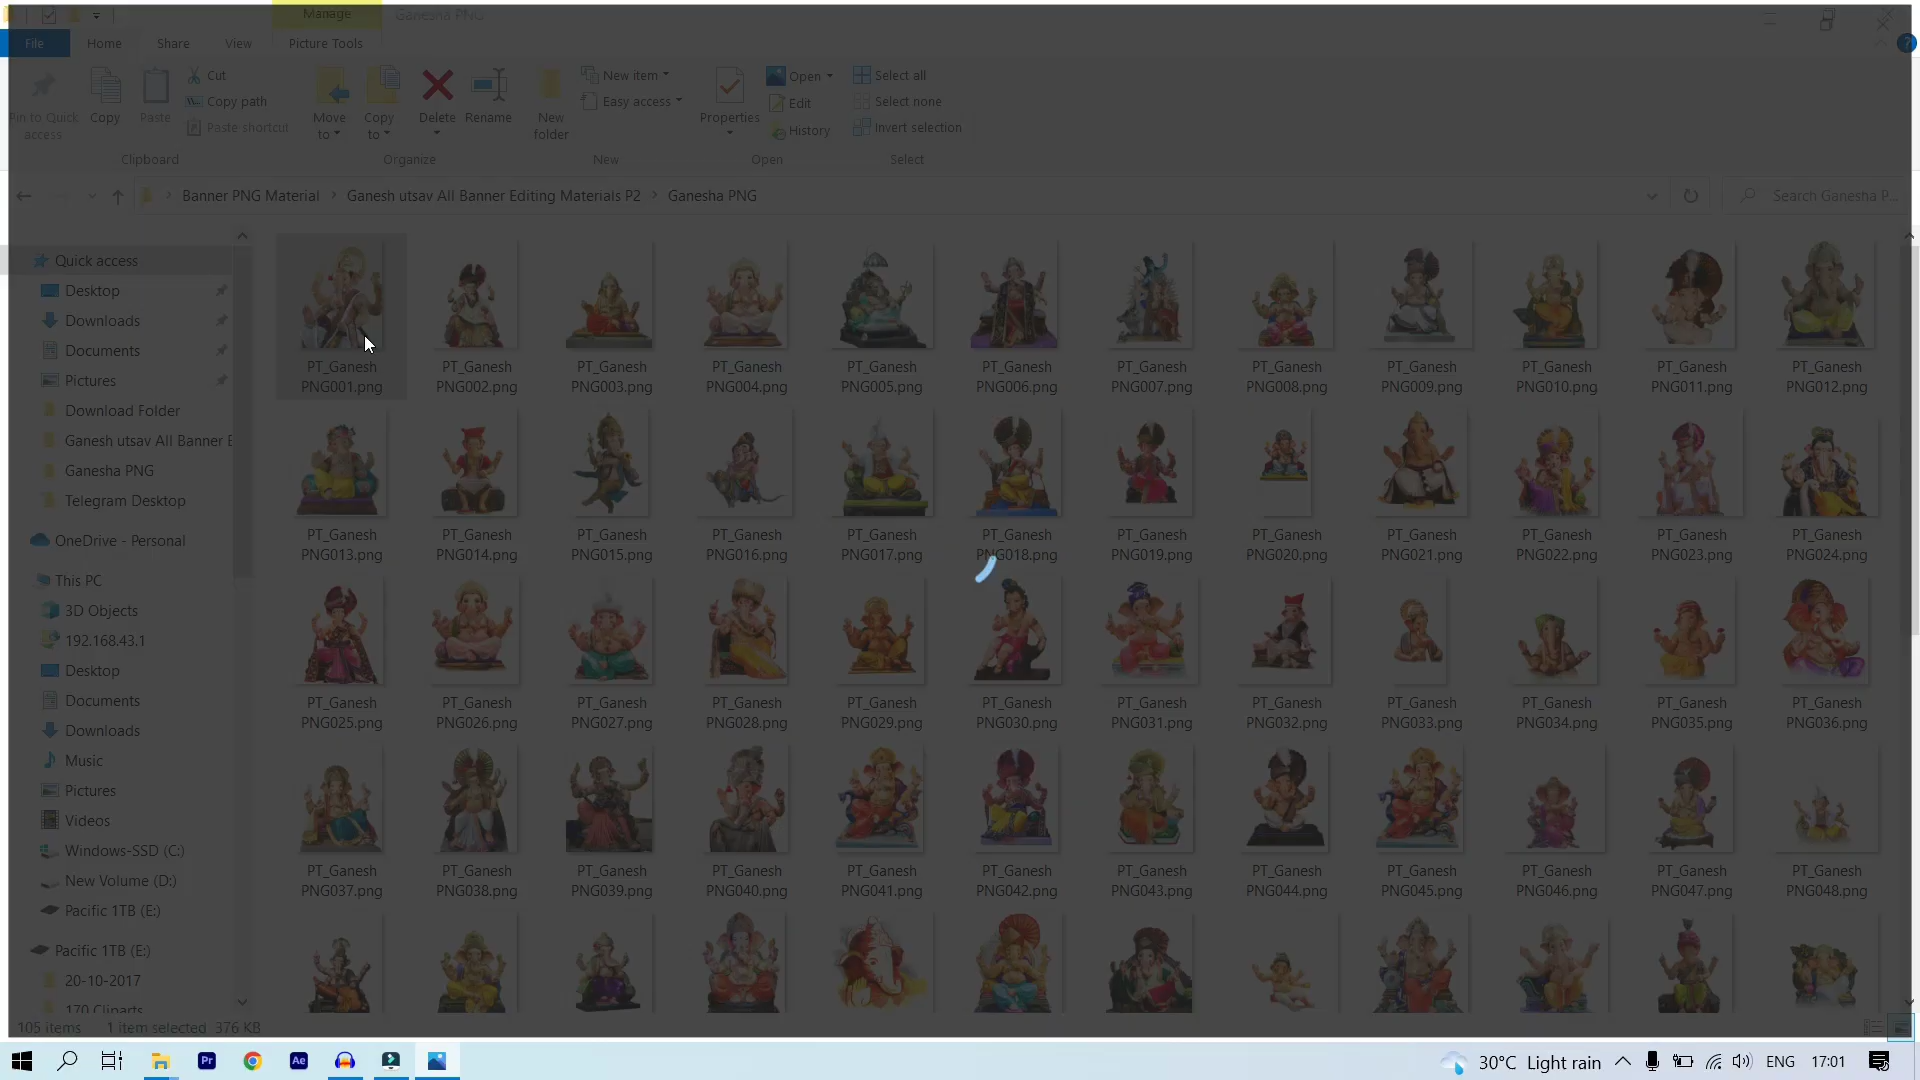 Manage
Ganesha PNG
File
Home
Share
View
Picture Tools
Pin to Quick access
Copy
Paste
Cut
Copy path
Paste shortcut
Move to
Copy to
Delete
Rename
New folder
New item
Easy access
Properties
Open
Edit
History
Select all
Select none
Invert selection
Clipboard
Organize
New
Open
Select
Banner PNG Material
Ganesh utsav All Banner Editing Materials P2
Ganesha PNG
Search Ganesha P...
Quick access
Desktop
Downloads
Documents
Pictures
Download Folder
Ganesh utsav All Banner E
Ganesha PNG
Telegram Desktop
OneDrive - Personal
This PC
3D Objects
192.168.43.1
Desktop
Documents
Downloads
Music
Pictures
Videos
Windows-SSD (C:)
New Volume (D:)
Pacific 1TB (E:)
Pacific 1TB (E:)
20-10-2017
170 Cliparts
PT_Ganesh PNG001.png
PT_Ganesh PNG002.png
PT_Ganesh PNG003.png
PT_Ganesh PNG004.png
PT_Ganesh PNG005.png
PT_Ganesh PNG006.png
PT_Ganesh PNG007.png
PT_Ganesh PNG008.png
PT_Ganesh PNG009.png
PT_Ganesh PNG010.png
PT_Ganesh PNG011.png
PT_Ganesh PNG012.png
PT_Ganesh PNG013.png
PT_Ganesh PNG014.png
PT_Ganesh PNG015.png
PT_Ganesh PNG016.png
PT_Ganesh PNG017.png
PT_Ganesh PNG018.png
PT_Ganesh PNG019.png
PT_Ganesh PNG020.png
PT_Ganesh PNG021.png
PT_Ganesh PNG022.png
PT_Ganesh PNG023.png
PT_Ganesh PNG024.png
PT_Ganesh PNG025.png
PT_Ganesh PNG026.png
PT_Ganesh PNG027.png
PT_Ganesh PNG028.png
PT_Ganesh PNG029.png
PT_Ganesh PNG030.png
PT_Ganesh PNG031.png
PT_Ganesh PNG032.png
PT_Ganesh PNG033.png
PT_Ganesh PNG034.png
PT_Ganesh PNG035.png
PT_Ganesh PNG036.png
PT_Ganesh PNG037.png
PT_Ganesh PNG038.png
PT_Ganesh PNG039.png
PT_Ganesh PNG040.png
PT_Ganesh PNG041.png
PT_Ganesh PNG042.png
PT_Ganesh PNG043.png
PT_Ganesh PNG044.png
PT_Ganesh PNG045.png
PT_Ganesh PNG046.png
PT_Ganesh PNG047.png
PT_Ganesh PNG048.png
105 items 1 item selected 376 KB
Pr
Ae
30°C Light rain
ENG
17:01